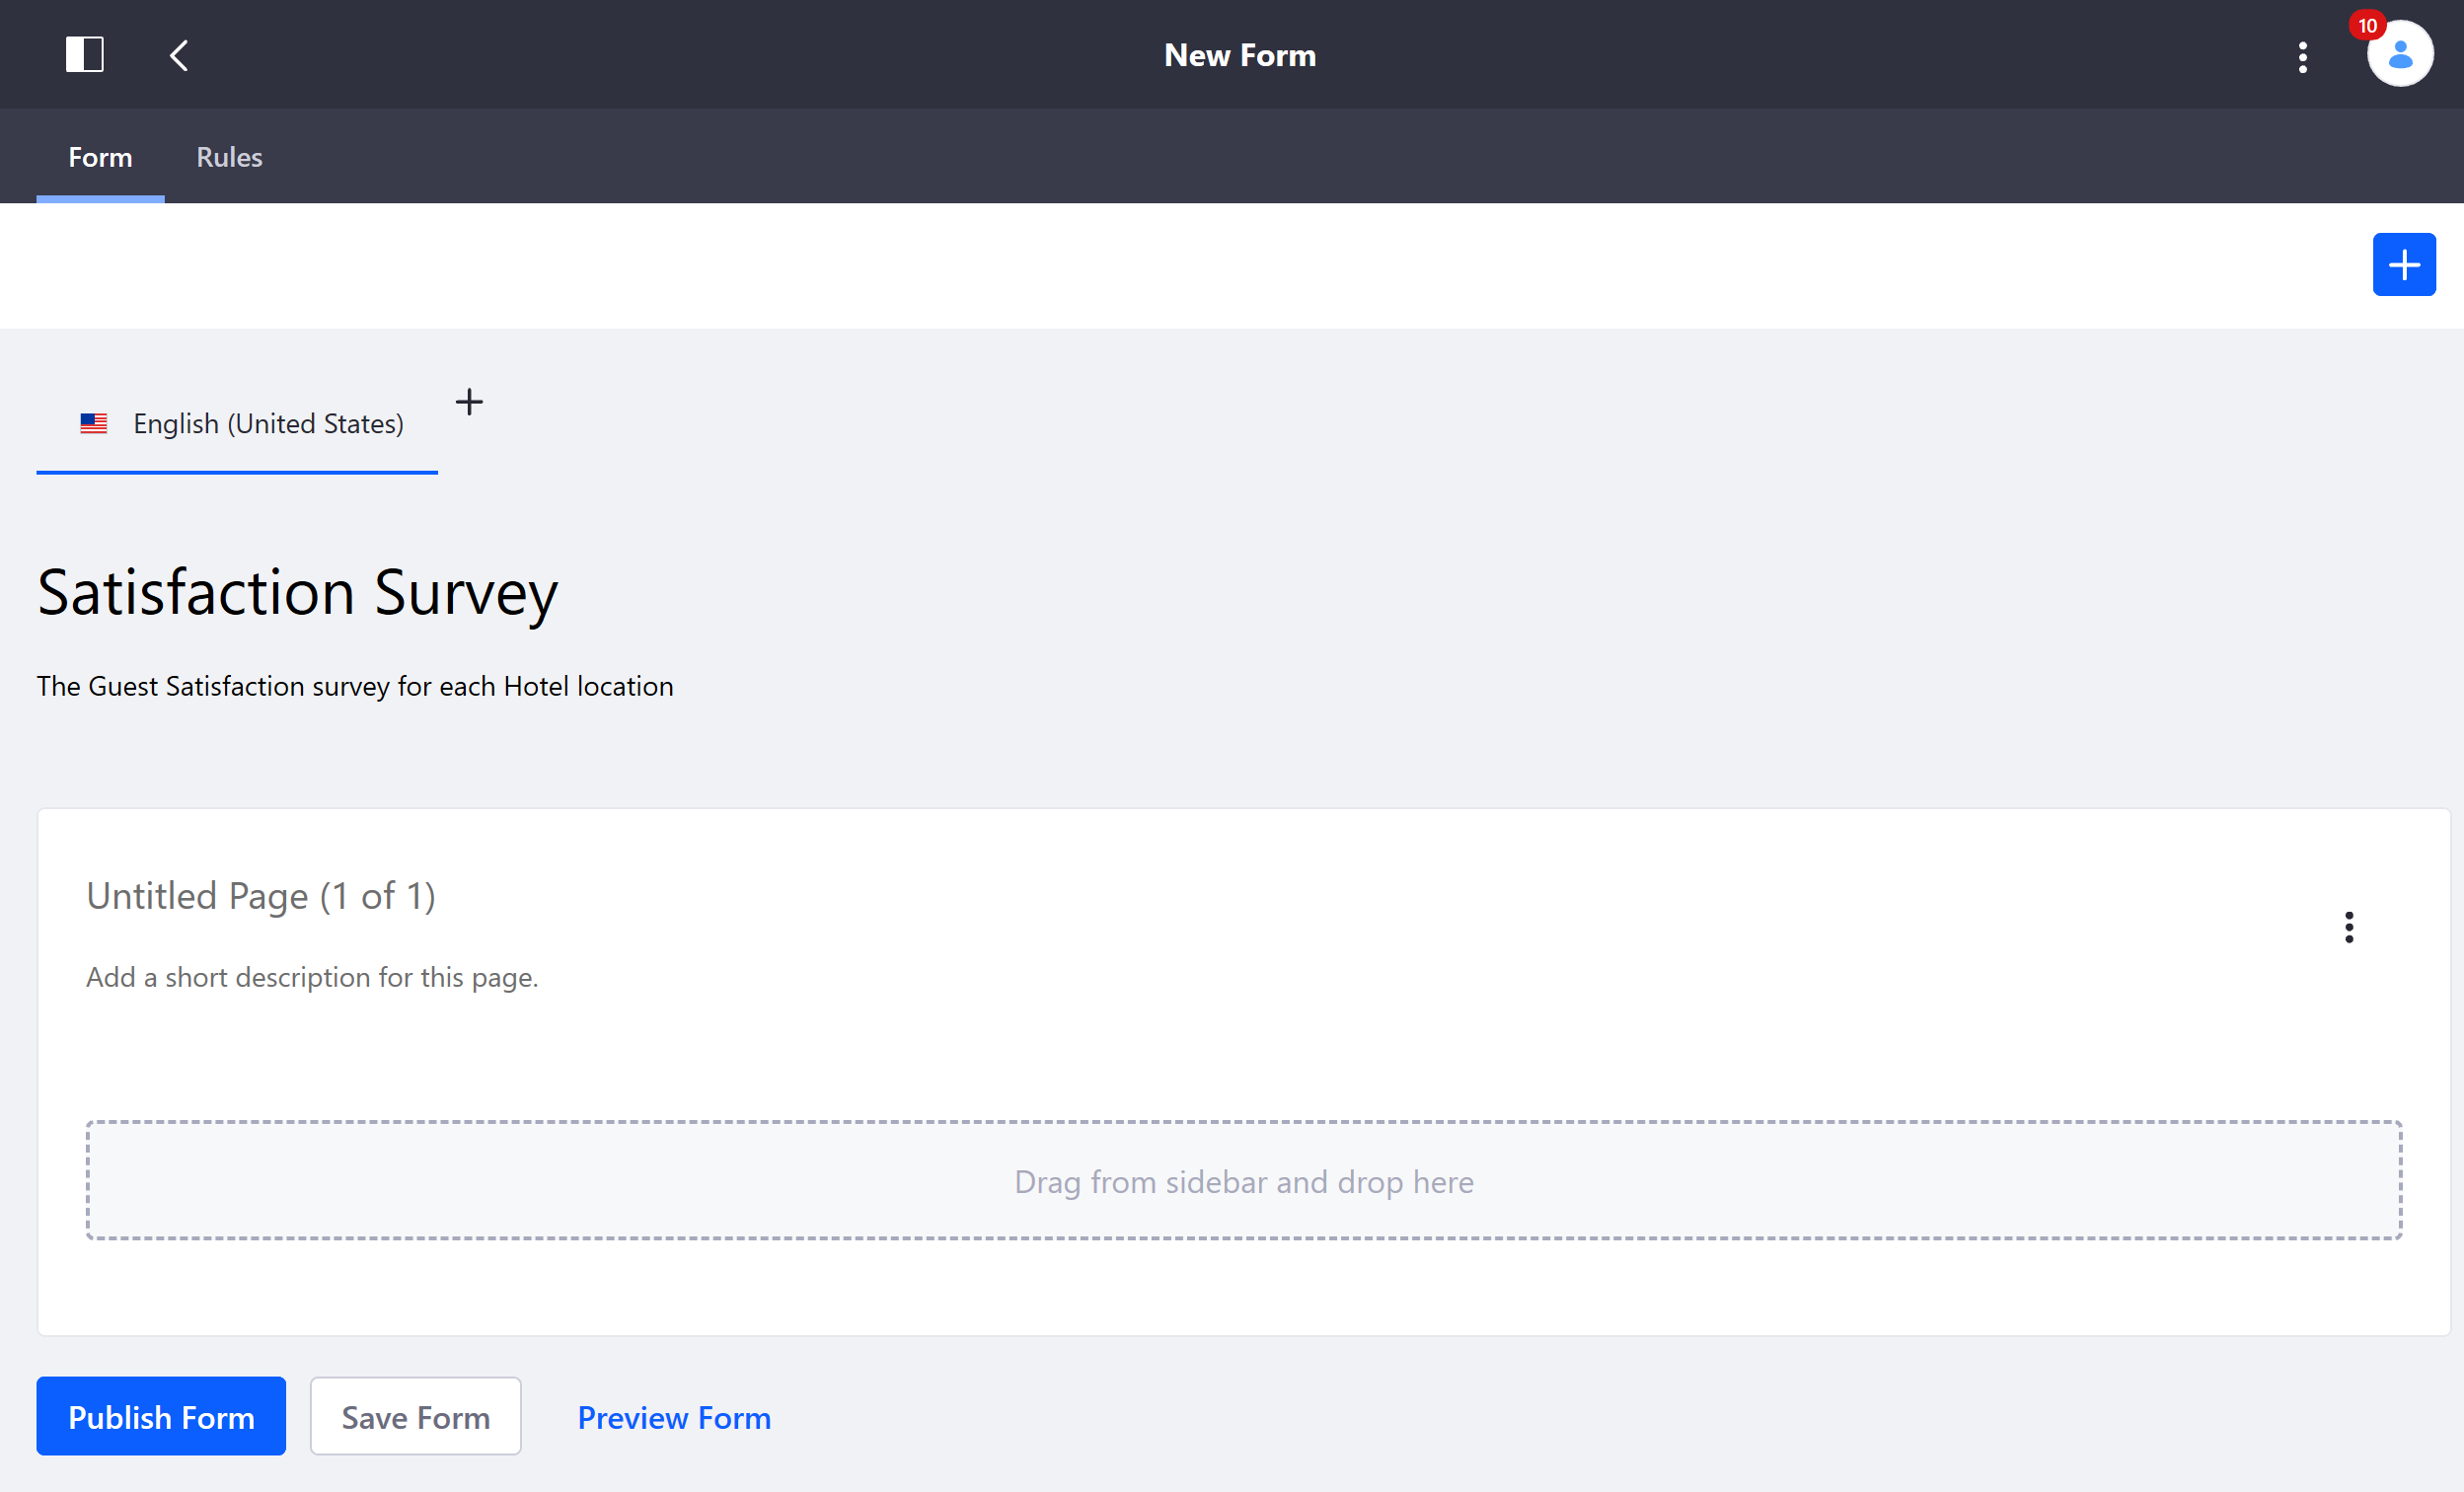 New Form
10
Form
Rules
English (United States)
Satisfaction Survey
The Guest Satisfaction survey for each Hotel location
Untitled Page (1 of 1)
Add a short description for this page.
Drag from sidebar and drop here
Publish Form
Save Form
Preview Form